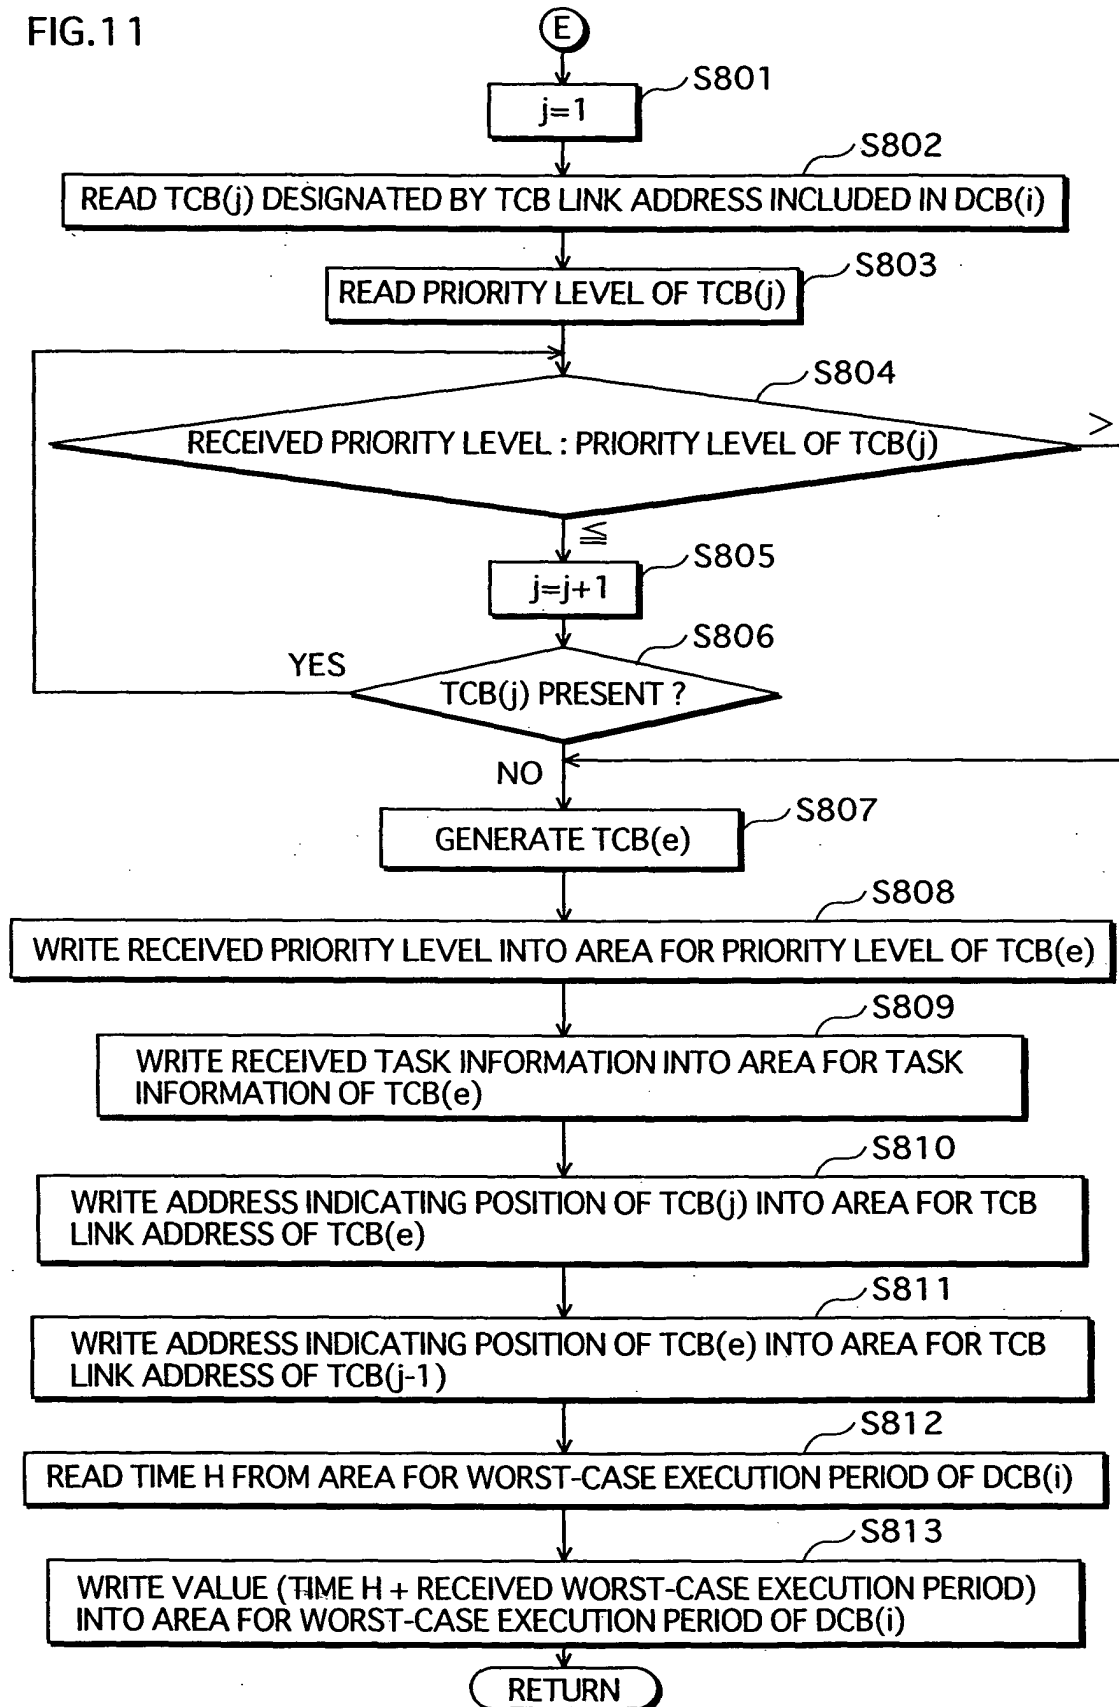 FIG.11
E
S801
j=1
S802
READ TCB(j) DESIGNATED BY TCB LINK ADDRESS INCLUDED IN DCB(i)
S803
READ PRIORITY LEVEL OF TCB(j)
S804
>
RECEIVED PRIORITY LEVEL : PRIORITY LEVEL OF TCB(j)
≦
S805
j=j+1
S806
YES
TCB(j) PRESENT ?
NO
S807
GENERATE TCB(e)
S808
WRITE RECEIVED PRIORITY LEVEL INTO AREA FOR PRIORITY LEVEL OF TCB(e)
S809
WRITE RECEIVED TASK INFORMATION INTO AREA FOR TASK
INFORMATION OF TCB(e)
S810
WRITE ADDRESS INDICATING POSITION OF TCB(j) INTO AREA FOR TCB
LINK ADDRESS OF TCB(e)
S811
WRITE ADDRESS INDICATING POSITION OF TCB(e) INTO AREA FOR TCB
LINK ADDRESS OF TCB(j-1)
S812
READ TIME H FROM AREA FOR WORST-CASE EXECUTION PERIOD OF DCB(i)
S813
WRITE VALUE (TIME H + RECEIVED WORST-CASE EXECUTION PERIOD)
INTO AREA FOR WORST-CASE EXECUTION PERIOD OF DCB(i)
RETURN